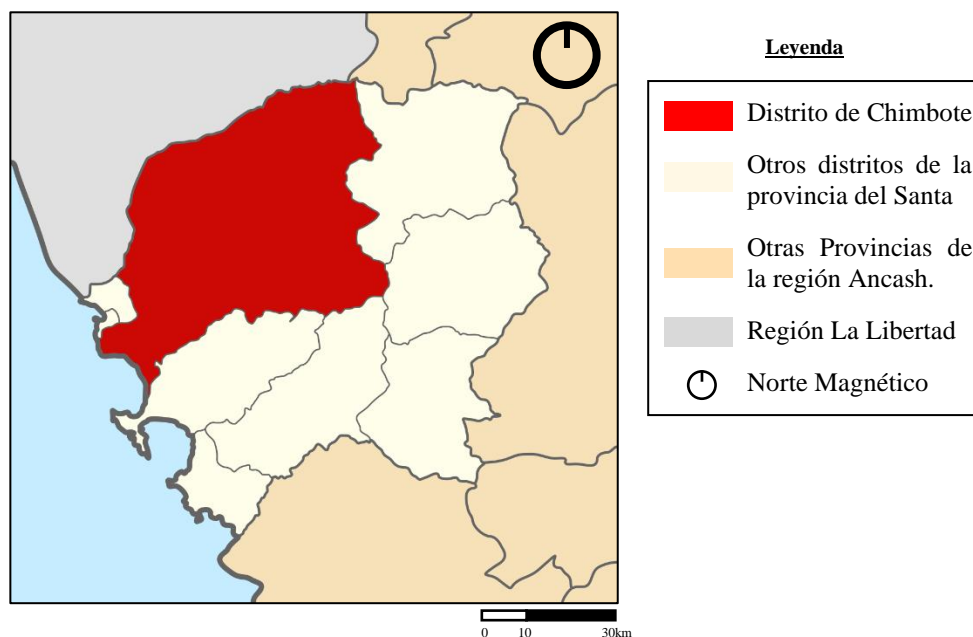 Leyenda
Distrito de Chimbote
Otros distritos de la
provincia del Santa
Otras Provincias de
la región Ancash.
Región La Libertad
Norte Magnético
0 10 30km